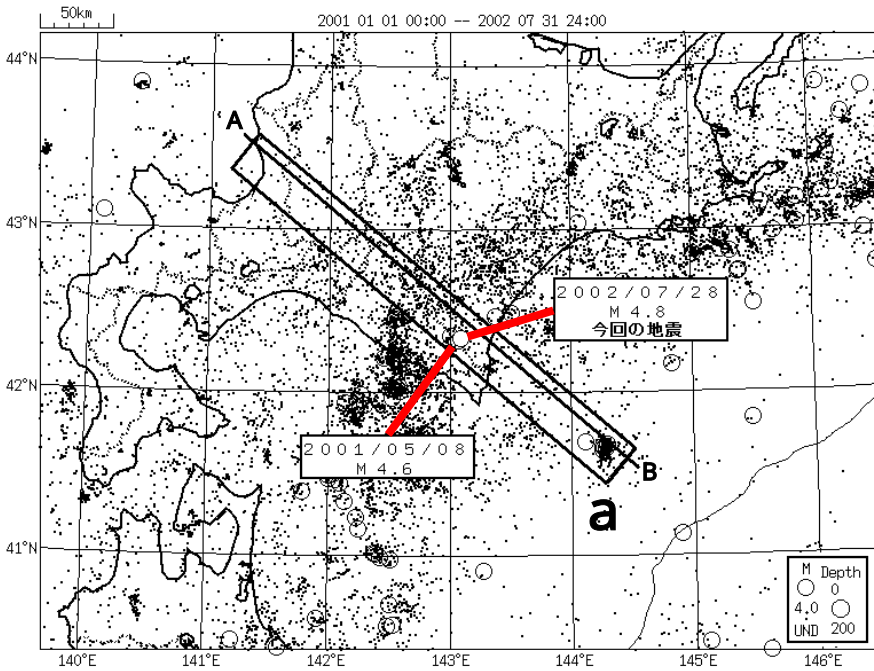 50km
2001 01 01 00:00 -- 2002 07 31 24:00
44°N
A
43°N
2002/07/28
M 4.8
今回の地震
42°N
2001/05/08
M 4.6
B
a
41°N
M Depth
0
4.0
UND 200
140°E 141°E 142°E 143°E 144°E 145°E 146°E